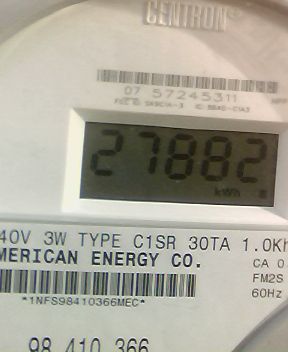 CENTRON®
07 57245311
27882
kWh
40V 3W TYPE C1SR 30TA 1.0Kh
MERICAN ENERGY CO.
CA 0.
FM2S
60Hz
*1NFS98410366MEC*
98 410 366